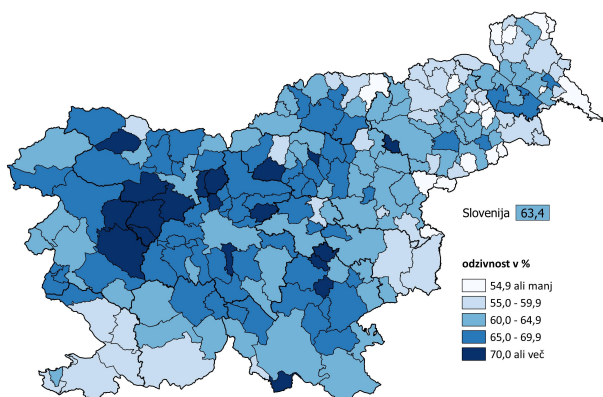 Slovenija 63,4
odzivnost v %
54,9 ali manj
55,0 - 59,9
60,0 - 64,9
65,0 - 69,9
70,0 ali več